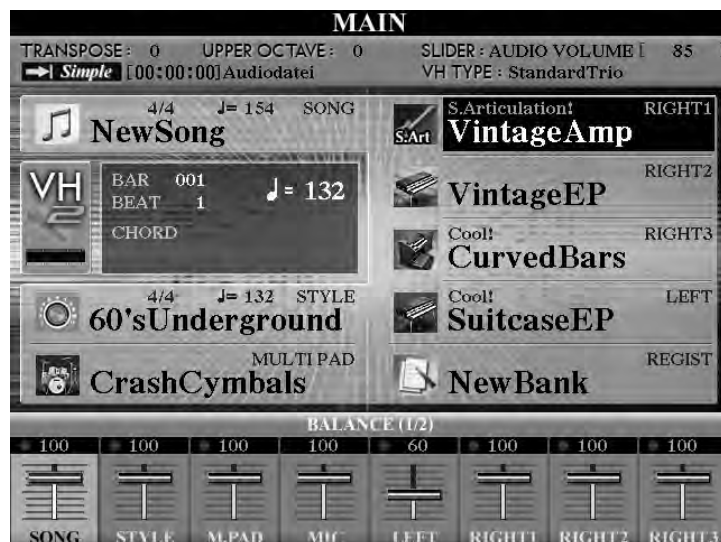 MAIN
TRANSPOSE : 0 UPPER OCTAVE : 0 SLIDER : AUDIO VOLUME [ 85
Simple [00:00:00] Audiodatei VH TYPE : StandardTrio
4/4 ♩= 154 SONG
NewSong
S.Art
S.Articulation! RIGHT1
VintageAmp
VH
BAR 001
BEAT 1
♩ = 132
CHORD
RIGHT2
VintageEP
Cool! RIGHT3
CurvedBars
4/4 ♩= 132 STYLE
60'sUnderground
Cool! LEFT
SuitcaseEP
MULTI PAD
CrashCymbals
REGIST
NewBank
BALANCE (1/2)
100 100 100 100 60 100 100 100
SONG STYLE M.PAD MIC LEFT RIGHT1 RIGHT2 RIGHT3